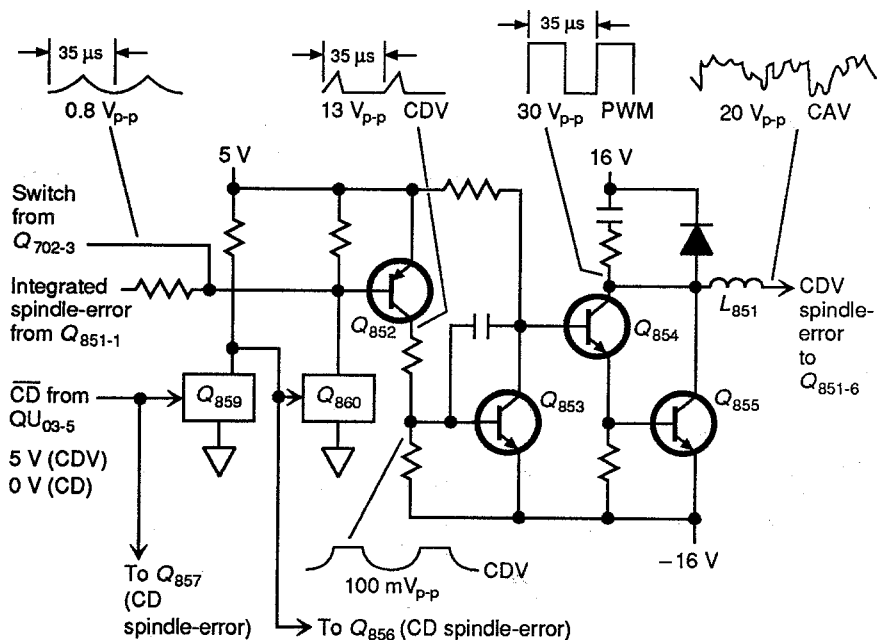 35 μs
0.8 Vp-p
35 μs
13 Vp-p CDV
35 μs
30 Vp-p PWM
20 Vp-p CAV
5 V
16 V
Switch
from
Q702-3
Integrated
spindle-error
from Q851-1
Q852
Q854
L851
CDV
spindle-
error
to
Q851-6
CD from
QU03-5
5 V (CDV)
0 V (CD)
Q859
Q860
Q853
Q855
−16 V
100 mVp-p
CDV
To Q857
(CD
spindle-error)
To Q856 (CD spindle-error)